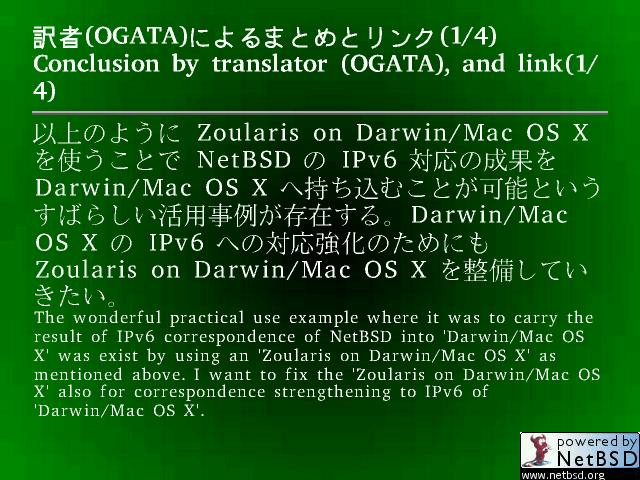 訳者(OGATA)によるまとめとリンク(1/4)
Conclusion by translator (OGATA), and link(1/
4)
以上のように Zoularis on Darwin/Mac OS X
を使うことで NetBSD の IPv6 対応の成果を
Darwin/Mac OS X へ持ち込むことが可能という
すばらしい活用事例が存在する。Darwin/Mac
OS X の IPv6 への対応強化のためにも
Zoularis on Darwin/Mac OS X を整備してい
きたい。
The wonderful practical use example where it was to carry the
result of IPv6 correspondence of NetBSD into 'Darwin/Mac OS
X' was exist by using an 'Zoularis on Darwin/Mac OS X' as
mentioned above. I want to fix the 'Zoularis on Darwin/Mac OS
X' also for correspondence strengthening to IPv6 of
'Darwin/Mac OS X'.
powered by
NetBSD
www.netbsd.org